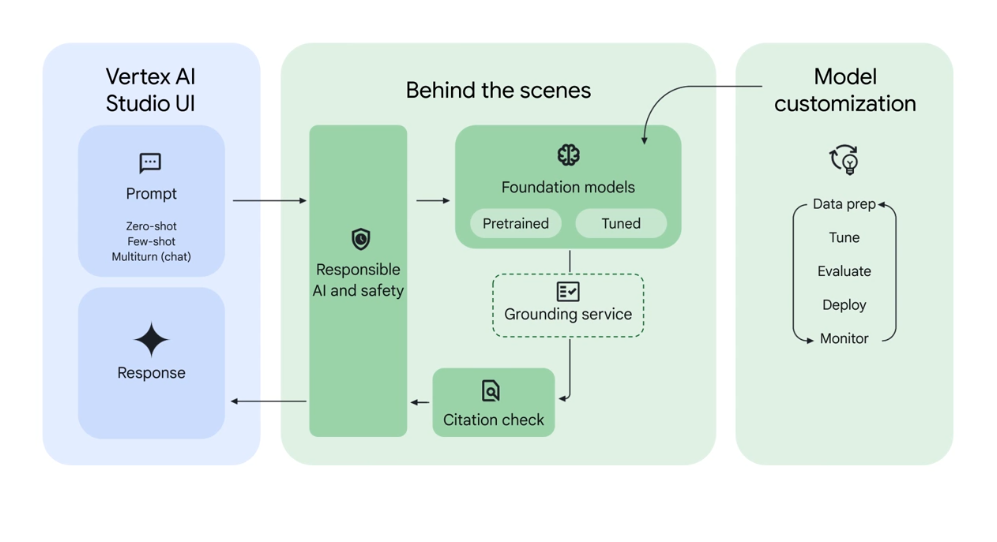 Vertex AI
Studio UI
Prompt
Zero-shot
Few-shot
Multiturn (chat)
Response
Behind the scenes
Responsible
AI and safety
Foundation models
Pretrained
Tuned
Grounding service
Citation check
Model
customization
Data prep
Tune
Evaluate
Deploy
Monitor